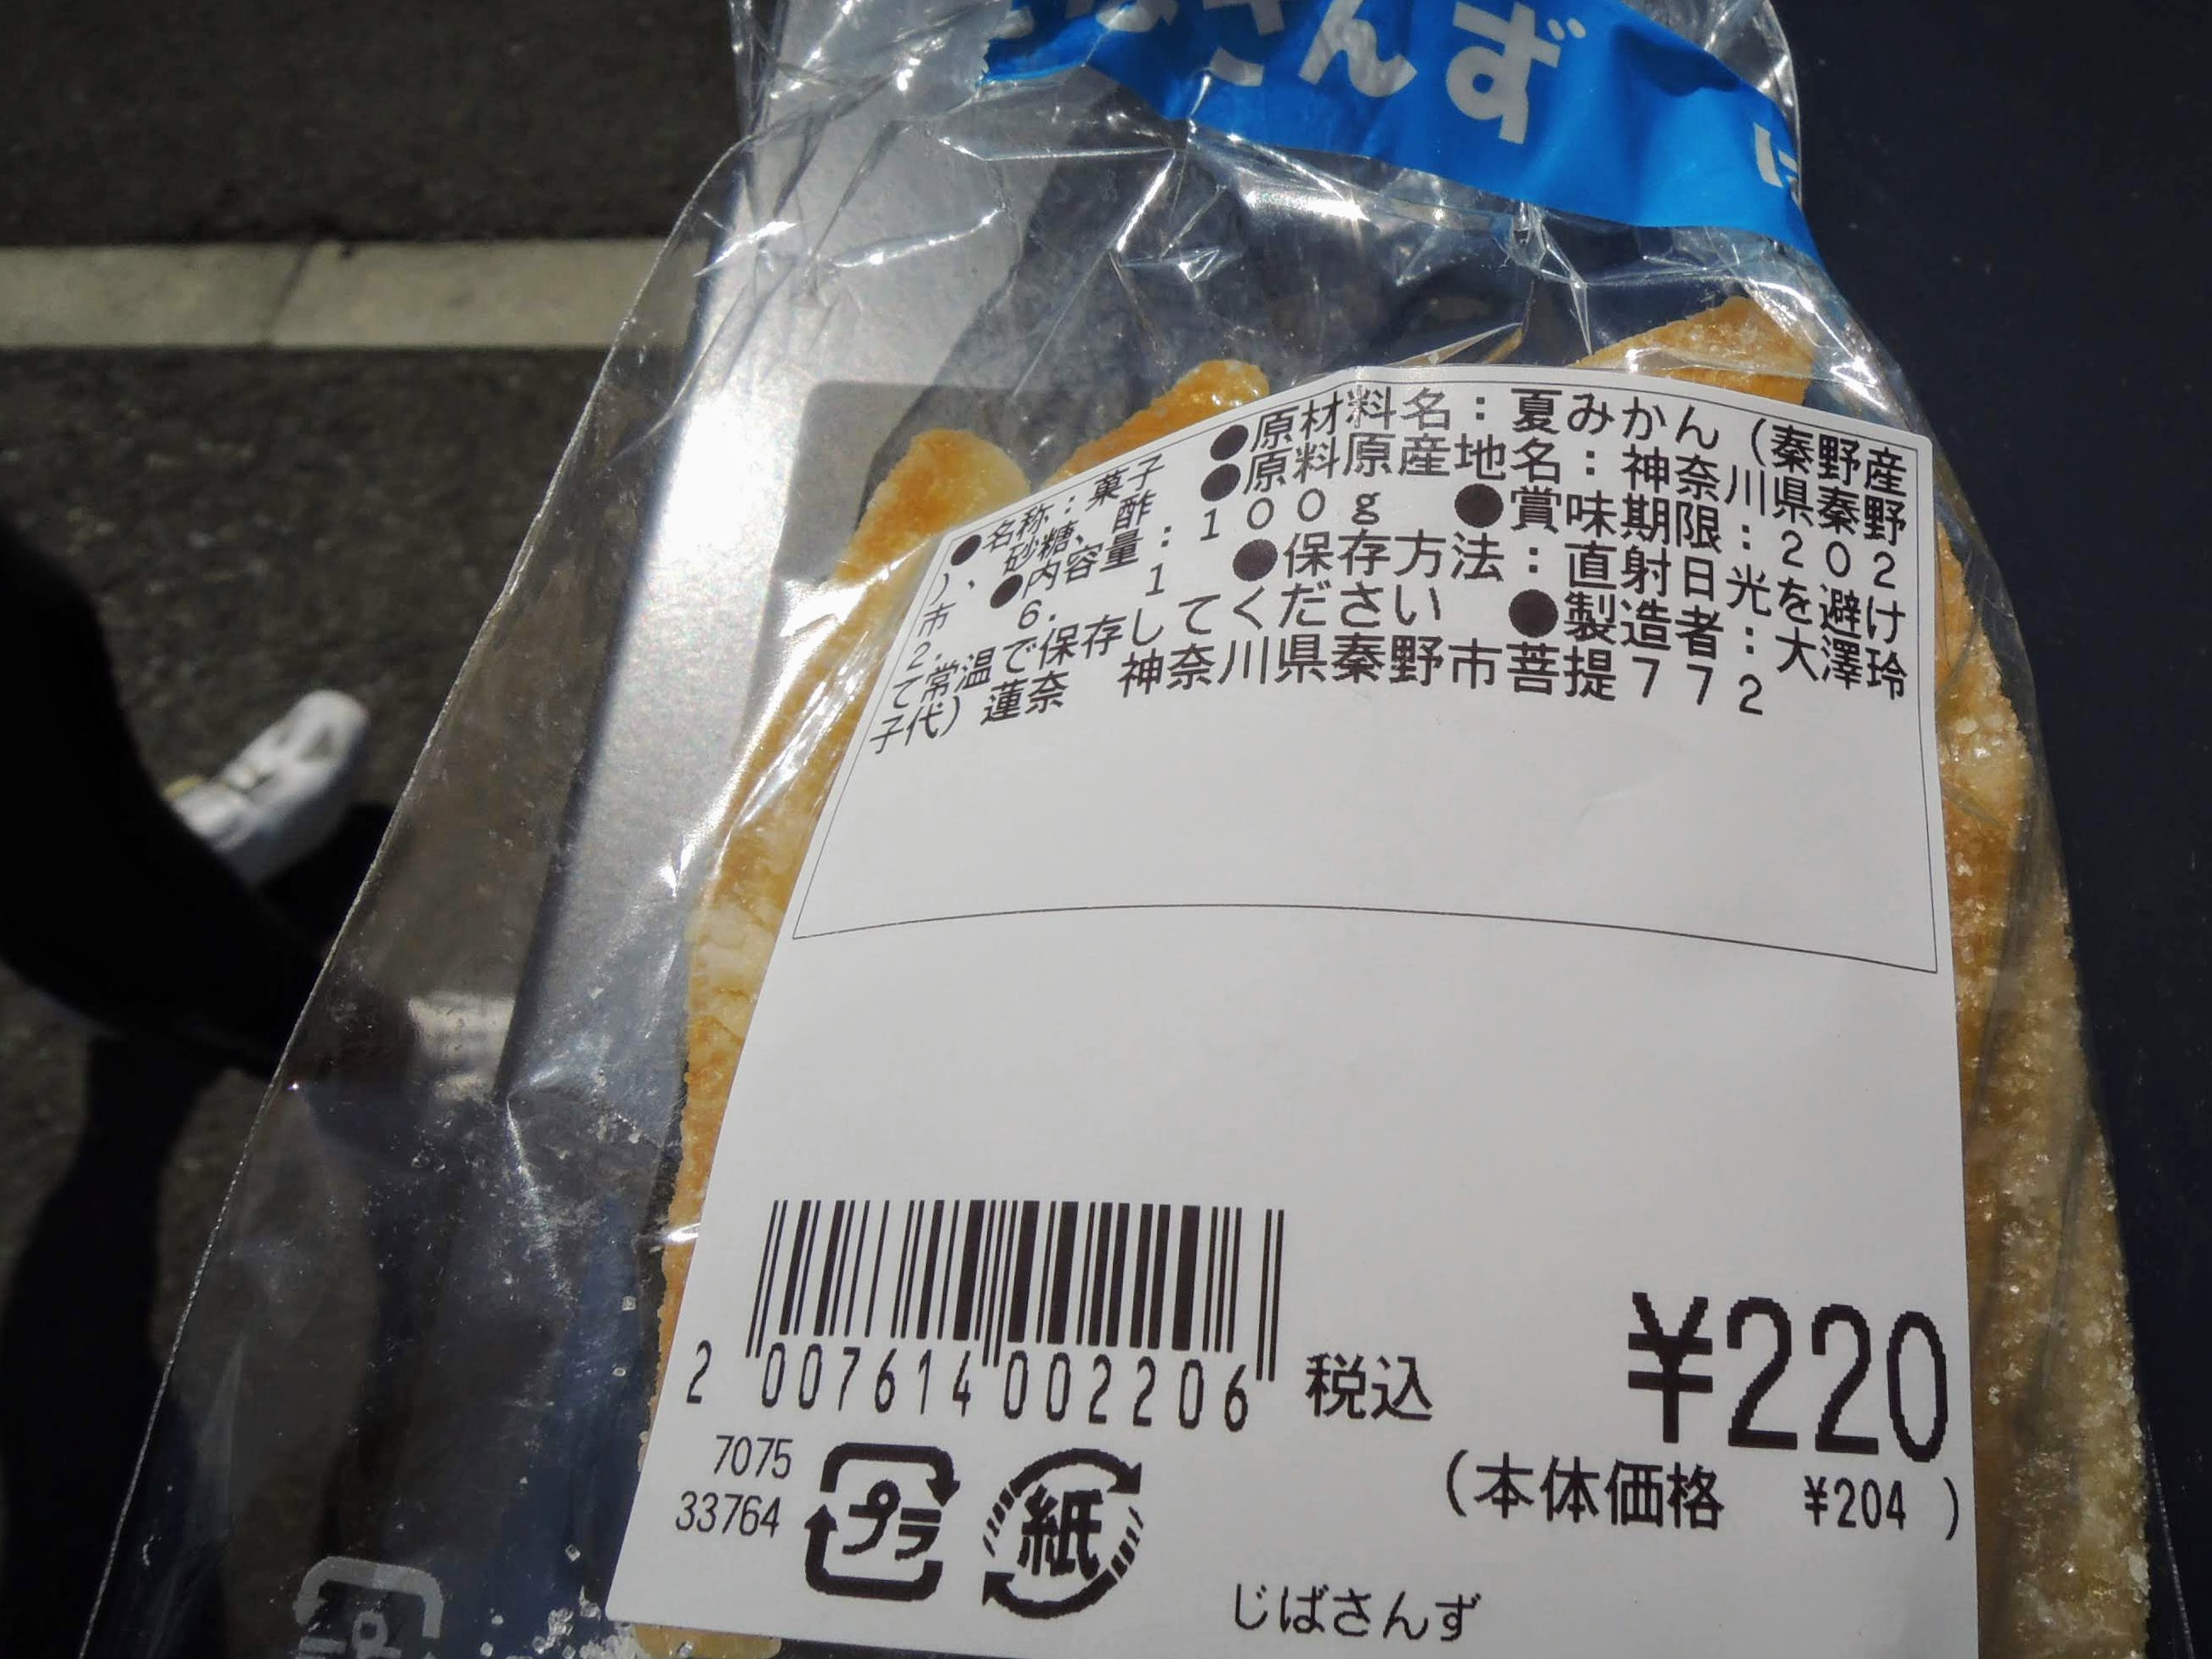 ばさんず
●名称：菓子　●原材料名：夏みかん（秦野産
）、砂糖、酢　●原料原産地名：神奈川県秦野
市　●内容量：100g　●賞味期限：202
2.6.1　●保存方法：直射日光を避け
て常温で保存してください　●製造者：大澤玲
子代）蓮奈　神奈川県秦野市菩提772
2 007614 002206
税込 ¥220
7075
33764
プラ
紙
（本体価格　¥204 ）
じばさんず